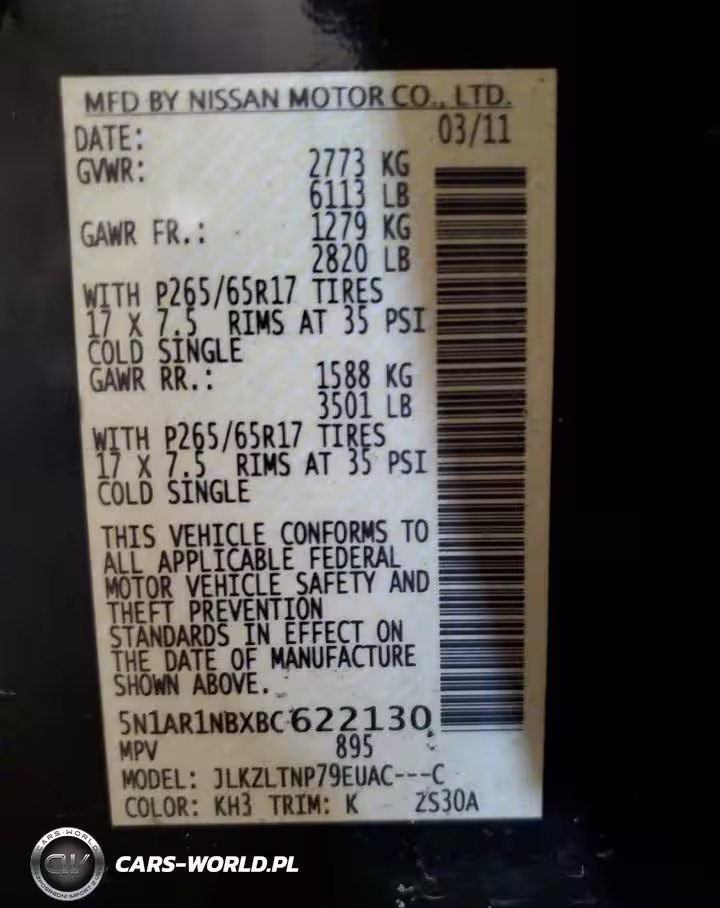 MFD BY NISSAN MOTOR CO., LTD.
DATE: 03/11
GVWR: 2773 KG
6113 LB
GAWR FR.: 1279 KG
2820 LB
WITH P265/65R17 TIRES
17 X 7.5 RIMS AT 35 PSI
COLD SINGLE
GAWR RR.: 1588 KG
3501 LB
WITH P265/65R17 TIRES
17 X 7.5 RIMS AT 35 PSI
COLD SINGLE
THIS VEHICLE CONFORMS TO
ALL APPLICABLE FEDERAL
MOTOR VEHICLE SAFETY AND
THEFT PREVENTION
STANDARDS IN EFFECT ON
THE DATE OF MANUFACTURE
SHOWN ABOVE.
5N1AR1NBXBC622130
MPV 895
MODEL: JLKZLTNP79EUAC---C
COLOR: KH3 TRIM: K ZS30A
CARS-WORLD
CW
CARS-WORLD.PL